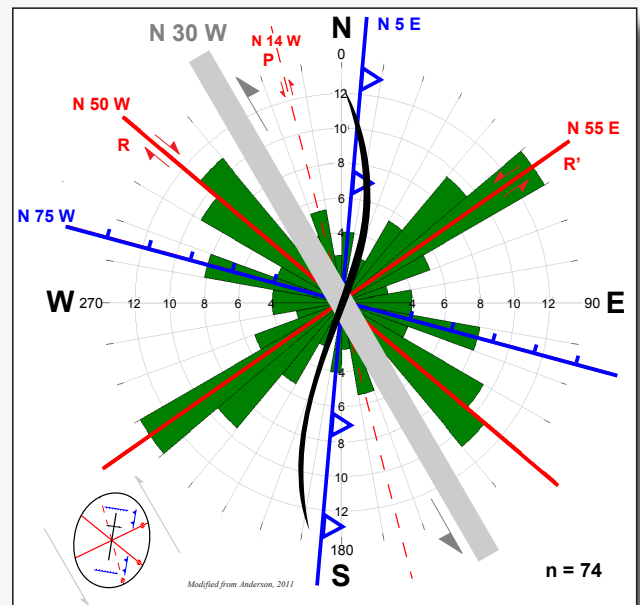 N
N 5 E
N 30 W
N 14 W
P
0
N 50 W
R
N 55 E
R'
N 75 W
12
10
8
6
4
W 270 12 10 8 6 4
4 6 8 10 12 90 E
4
6
8
10
12
180
S
Modified from Anderson, 2011
n = 74